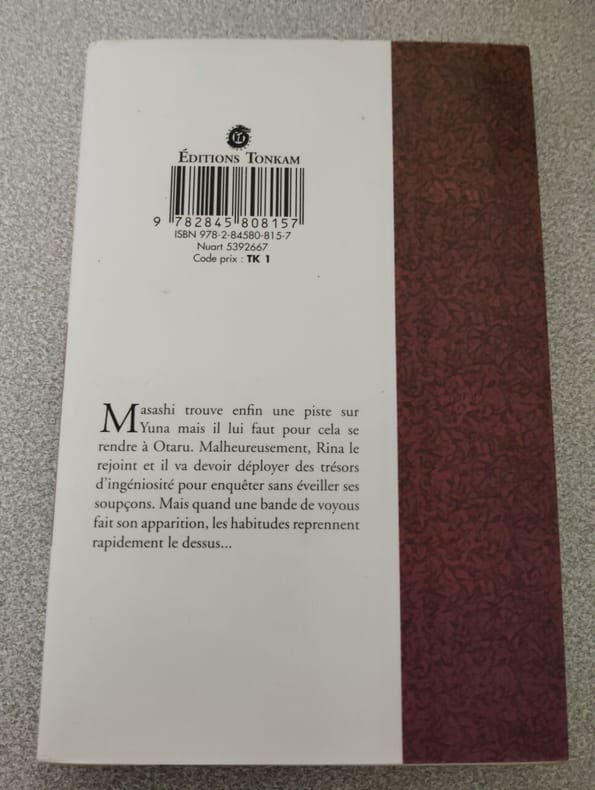 ÉDITIONS TONKAM
9 782845 808157
ISBN 978-2-84580-815-7
Nuart 5392667
Code prix : TK 1
Masashi trouve enfin une piste sur
Yuna mais il lui faut pour cela se
rendre à Otaru. Malheureusement, Rina le
rejoint et il va devoir déployer des trésors
d'ingéniosité pour enquêter sans éveiller ses
soupçons. Mais quand une bande de voyous
fait son apparition, les habitudes reprennent
rapidement le dessus...